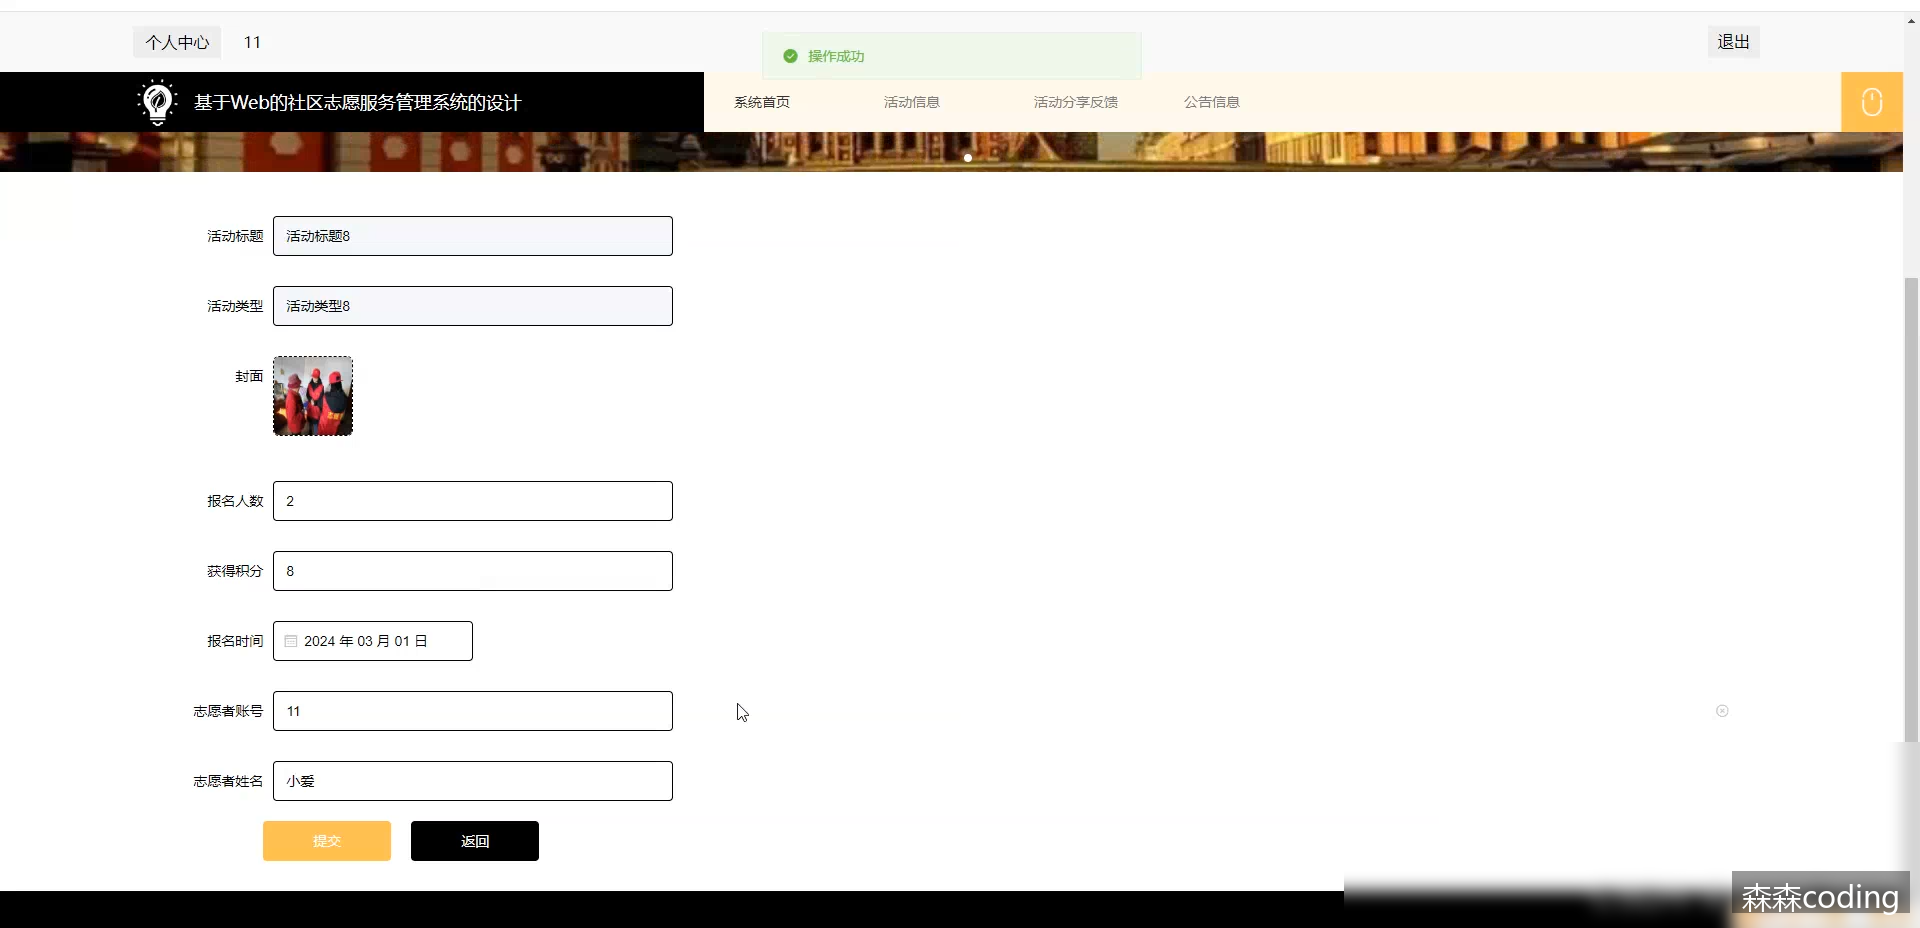 个人中心
11
操作成功
退出
基于Web的社区志愿服务管理系统的设计
系统首页
活动信息
活动分享反馈
公告信息
活动标题
活动标题8
活动类型
活动类型8
封面
报名人数
2
获得积分
8
报名时间
2024 年 03 月 01 日
志愿者账号
11
志愿者姓名
小爱
提交
返回
森森coding